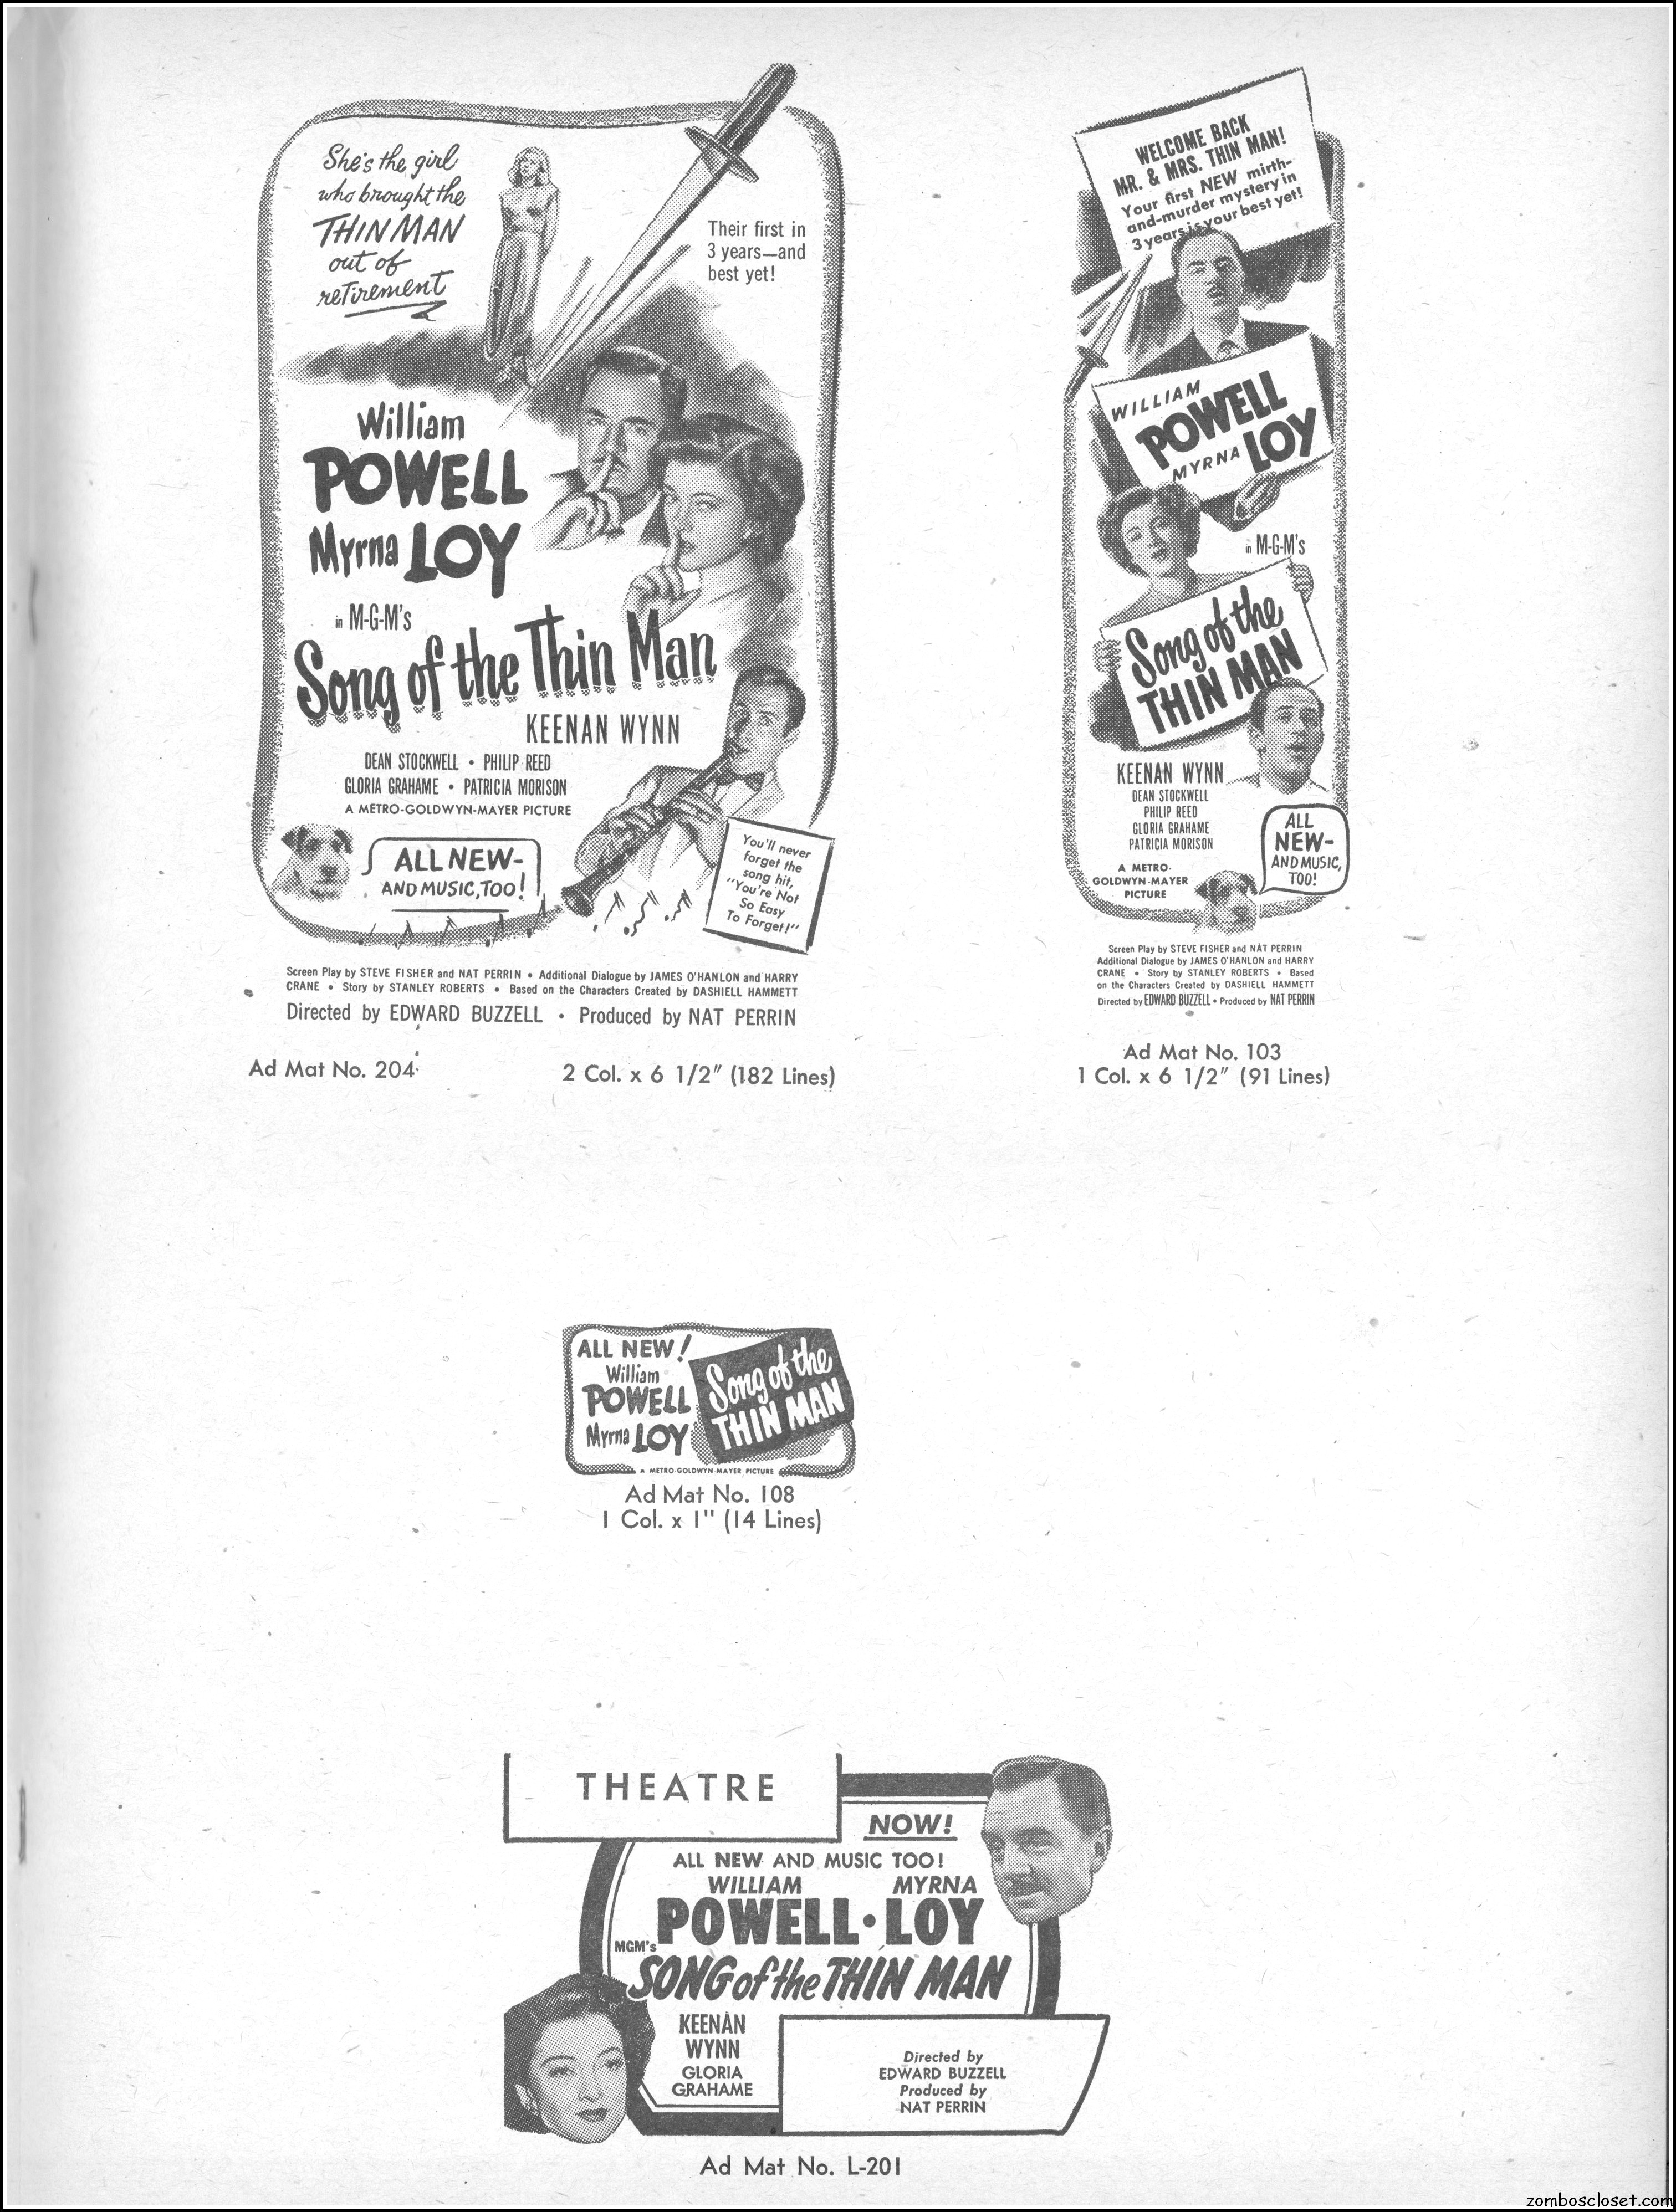 She's the girl
who brought the
THIN MAN
out of
retirement
Their first in
3 years—and
best yet!
William
POWELL
Myrna LOY
in M-G-M's
Song of the Thin Man
KEENAN WYNN
DEAN STOCKWELL • PHILIP REED
GLORIA GRAHAME • PATRICIA MORISON
A METRO-GOLDWYN-MAYER PICTURE
ALL NEW-
AND MUSIC, TOO!
You'll never
forget the
song hit,
"You're Not
So Easy
To Forget!"
Screen Play by STEVE FISHER and NAT PERRIN • Additional Dialogue by JAMES O'HANLON and HARRY
CRANE • Story by STANLEY ROBERTS • Based on the Characters Created by DASHIELL HAMMETT
Directed by EDWARD BUZZELL • Produced by NAT PERRIN
Ad Mat No. 204
2 Col. x 6 1/2" (182 Lines)
WELCOME BACK
MR. & MRS. THIN MAN!
Your first NEW mirth-
and-murder mystery in
3 years is your best yet!
WILLIAM
POWELL
MYRNA LOY
in M-G-M's
Song of the
THIN MAN
KEENAN WYNN
DEAN STOCKWELL
PHILIP REED
GLORIA GRAHAME
PATRICIA MORISON
A METRO-
GOLDWYN-MAYER
PICTURE
ALL
NEW-
AND MUSIC,
TOO!
Screen Play by STEVE FISHER and NAT PERRIN
Additional Dialogue by JAMES O'HANLON and HARRY
CRANE • Story by STANLEY ROBERTS • Based
on the Characters Created by DASHIELL HAMMETT
Directed by EDWARD BUZZELL • Produced by NAT PERRIN
Ad Mat No. 103
1 Col. x 6 1/2" (91 Lines)
ALL NEW!
William
POWELL
Myrna LOY
Song of the
THIN MAN
A METRO-GOLDWYN-MAYER PICTURE
Ad Mat No. 108
1 Col. x 1" (14 Lines)
THEATRE
NOW!
ALL NEW AND MUSIC TOO!
WILLIAM MYRNA
POWELL • LOY
MGM's
SONG of the THIN MAN
KEENAN
WYNN
GLORIA
GRAHAME
Directed by
EDWARD BUZZELL
Produced by
NAT PERRIN
Ad Mat No. L-201
zomboscloset.com